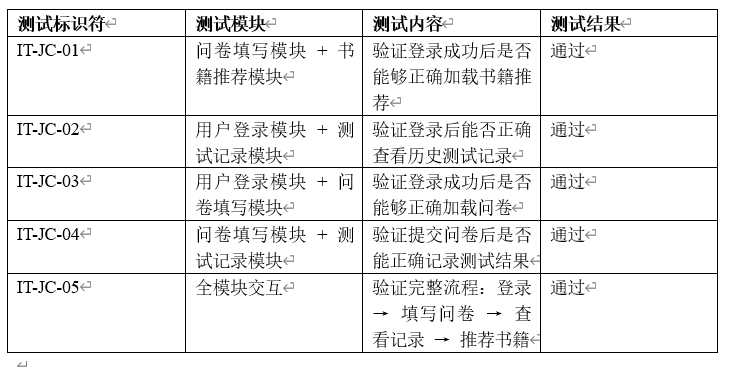 测试标识符 测试模块 测试内容 测试结果
IT-JC-01 问卷填写模块 + 书 验证登录成功后是否 通过
籍推荐模块 能够正确加载书籍推
荐
IT-JC-02 用户登录模块 + 测 验证登录后能否正确 通过
试记录模块 查看历史测试记录
IT-JC-03 用户登录模块 + 问 验证登录成功后是否 通过
卷填写模块 能够正确加载问卷
IT-JC-04 问卷填写模块 + 测 验证提交问卷后是否 通过
试记录模块 能正确记录测试结果
IT-JC-05 全模块交互 验证完整流程：登录 通过
→ 填写问卷 → 查
看记录 → 推荐书籍